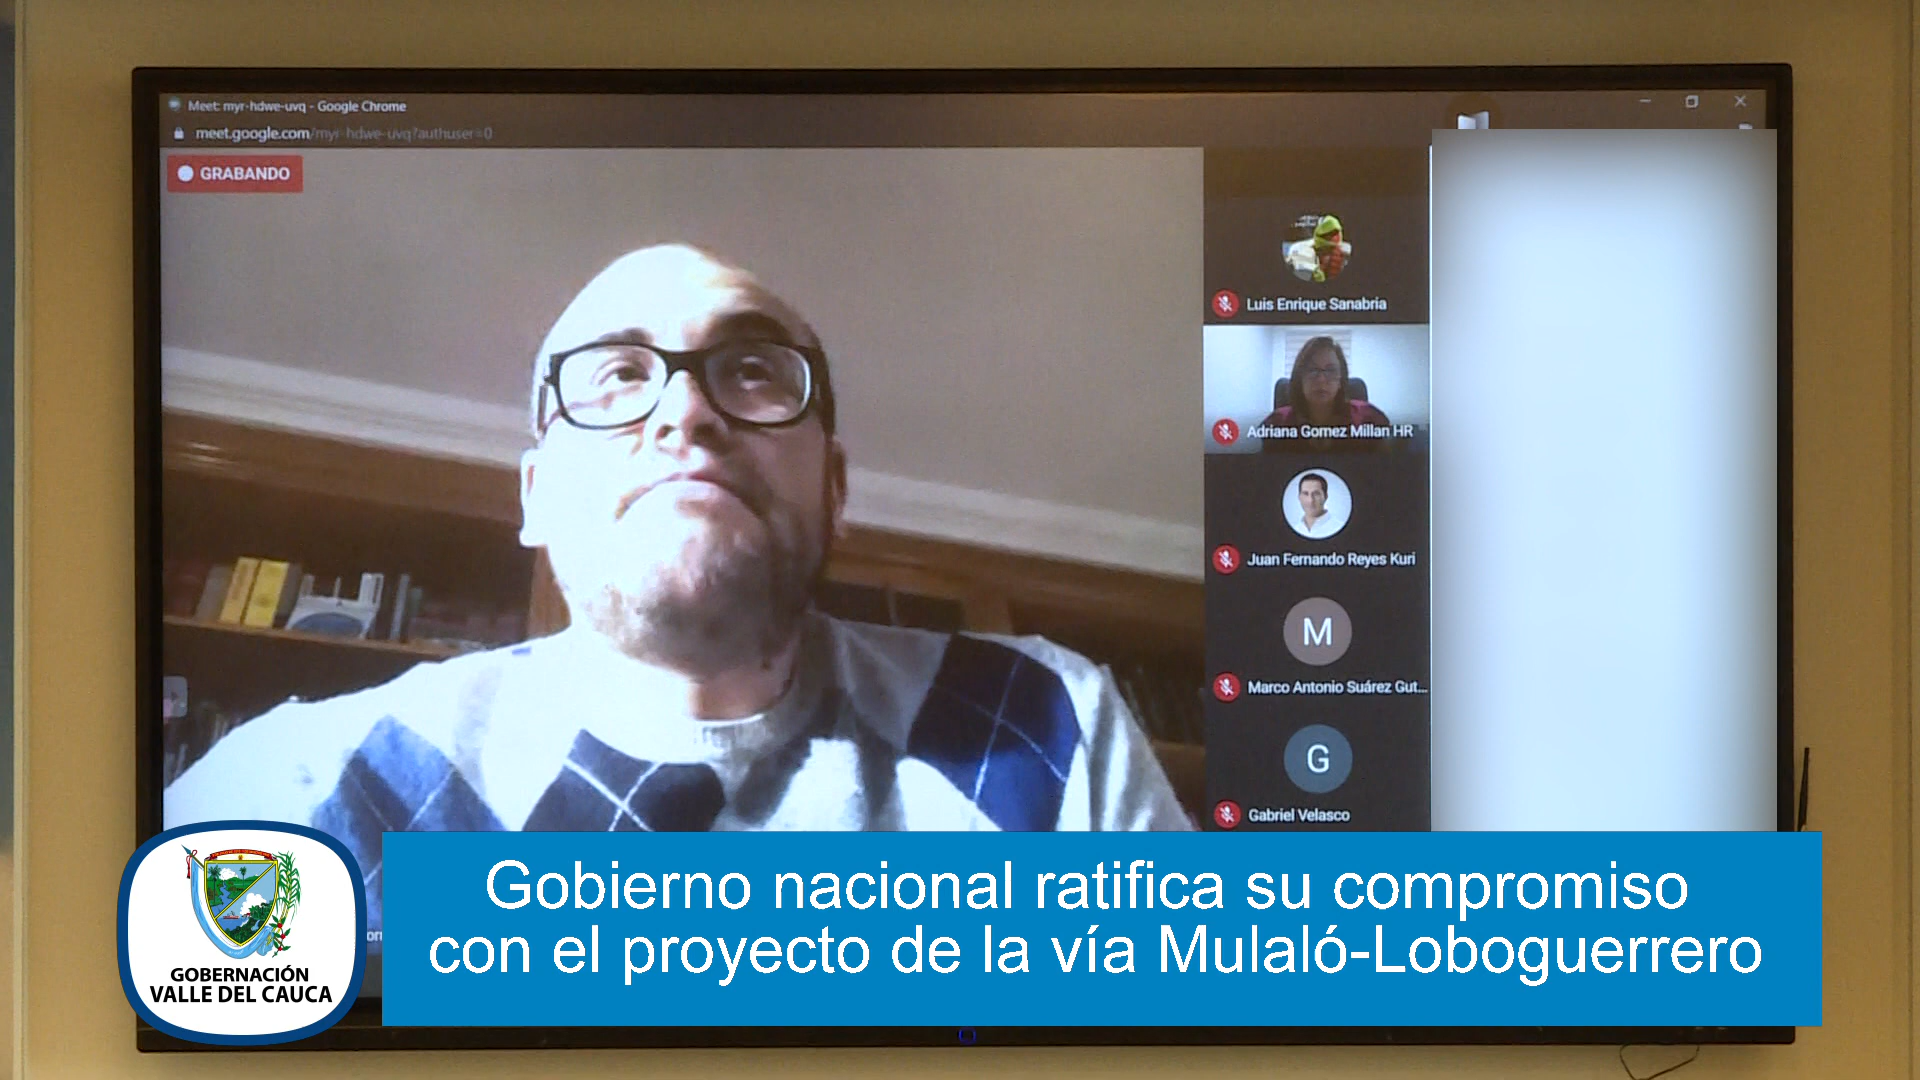 Meet: myr-hdwe-uvq - Google Chrome
meet.google.com/myr-hdwe-uvq?authuser=0
GRABANDO
Luis Enrique Sanabria
Adriana Gomez Millan HR
Juan Fernando Reyes Kuri
M
Marco Antonio Suárez Gut...
G
Gabriel Velasco
Gobierno nacional ratifica su compromiso
con el proyecto de la vía Mulaló-Loboguerrero
GOBERNACIÓN
VALLE DEL CAUCA